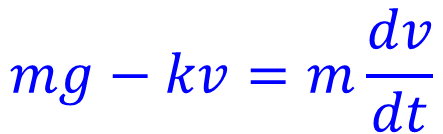 mg − kv = m dv/dt